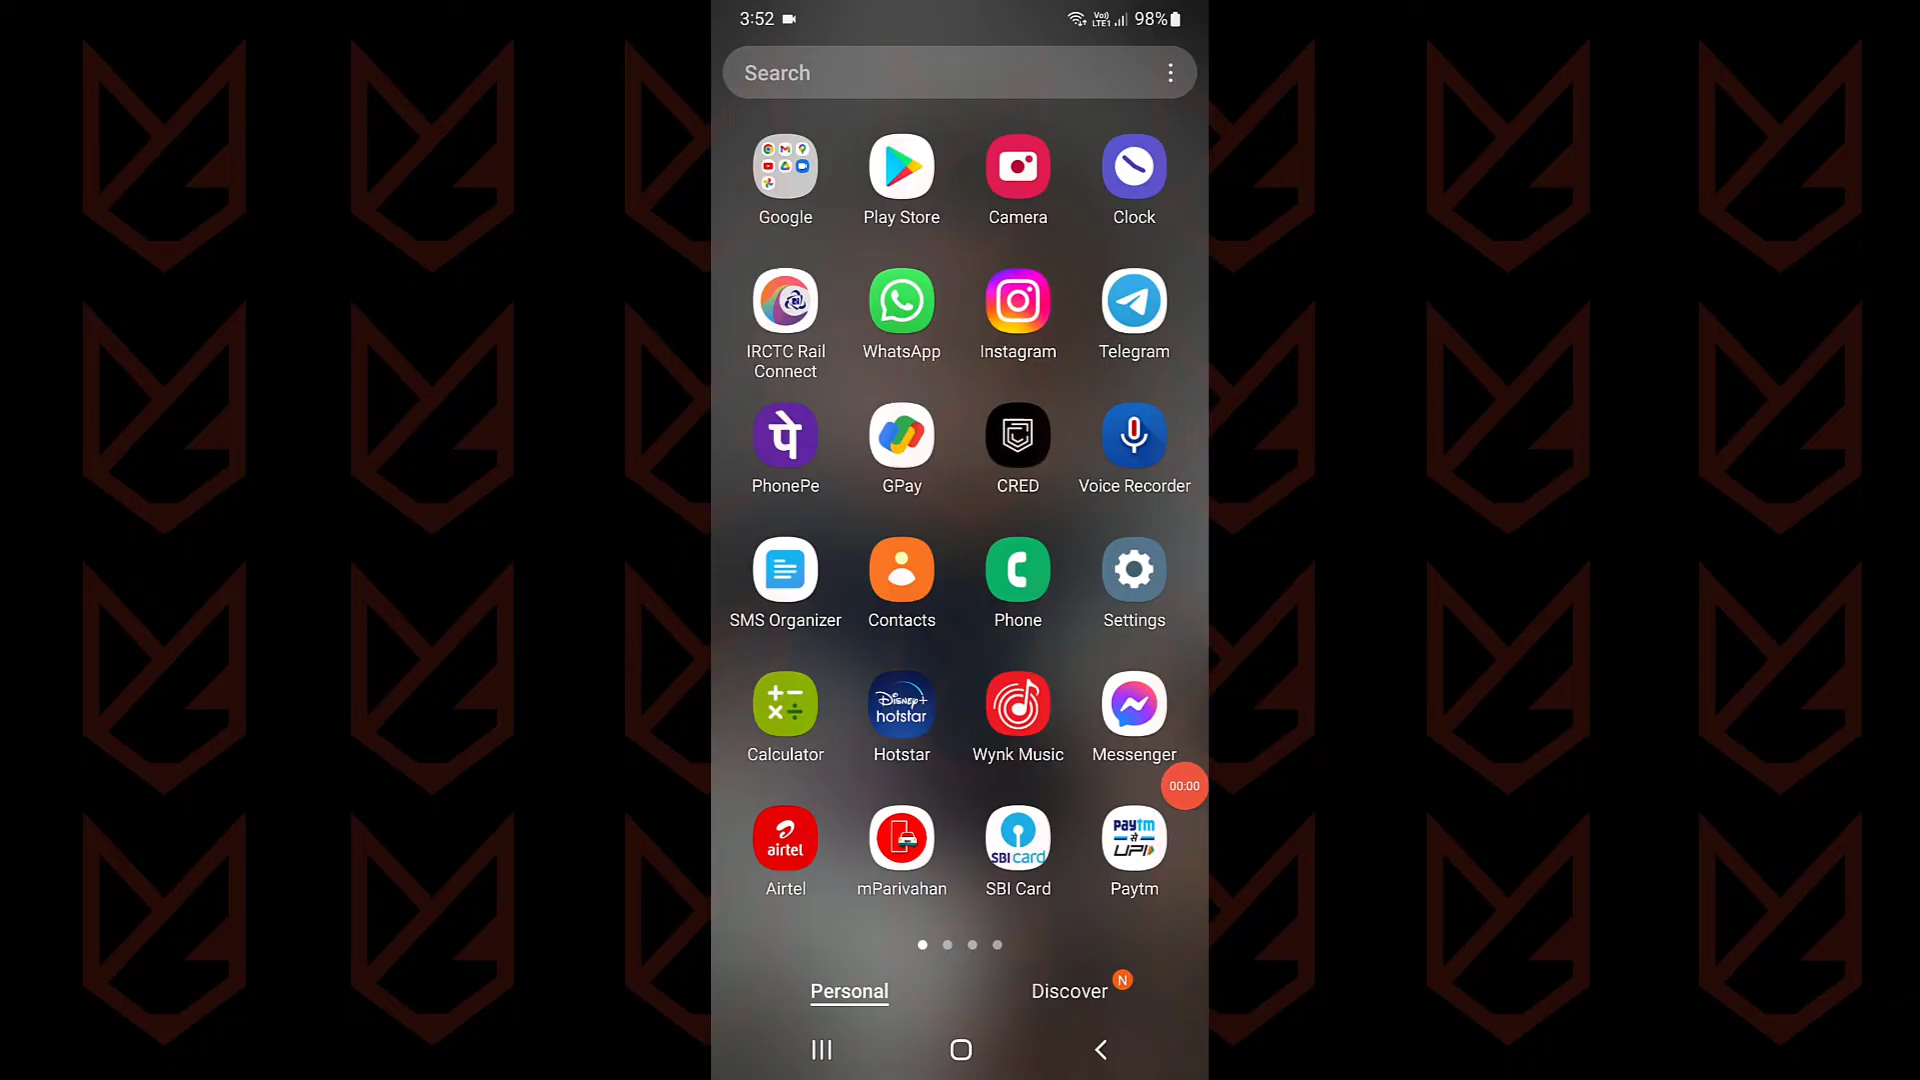 3:52
Vo)) LTE1 98%
Search
Google
Play Store
Camera
Clock
IRCTC Rail Connect
WhatsApp
Instagram
Telegram
पे
PhonePe
GPay
CRED
Voice Recorder
SMS Organizer
Contacts
Phone
Settings
Disney+ hotstar
Calculator
Hotstar
Wynk Music
Messenger
00:00
airtel
SBI card
paytm से UPI
Airtel
mParivahan
SBI Card
Paytm
Personal
Discover N